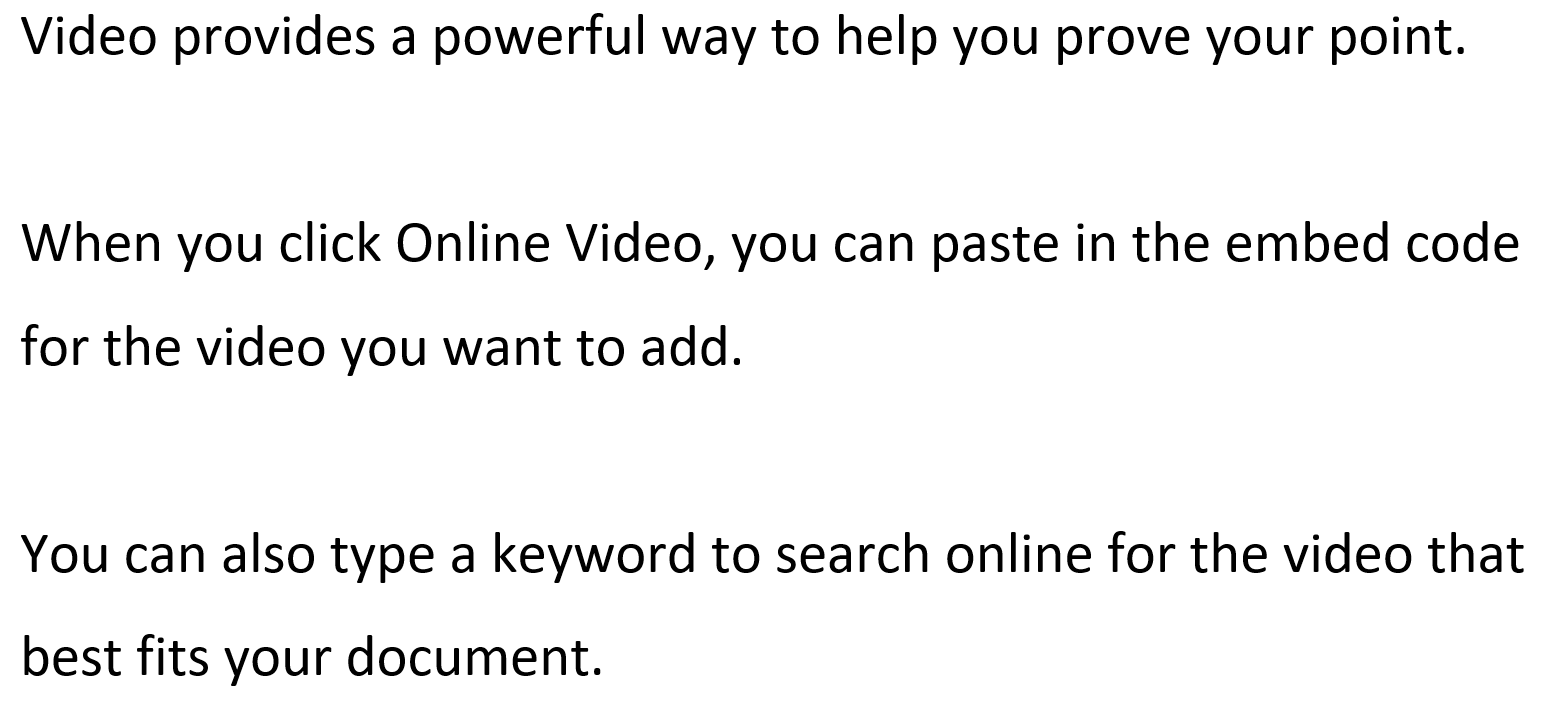 Video provides a powerful way to help you prove your point.
When you click Online Video, you can paste in the embed code
for the video you want to add.
You can also type a keyword to search online for the video that
best fits your document.